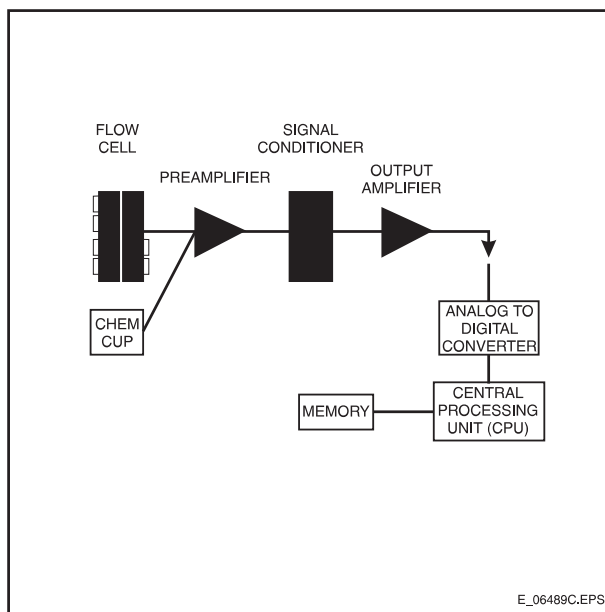 FLOW
CELL
SIGNAL
CONDITIONER
PREAMPLIFIER
OUTPUT
AMPLIFIER
CHEM
CUP
ANALOG TO
DIGITAL
CONVERTER
MEMORY
CENTRAL
PROCESSING
UNIT (CPU)
E_06489C.EPS